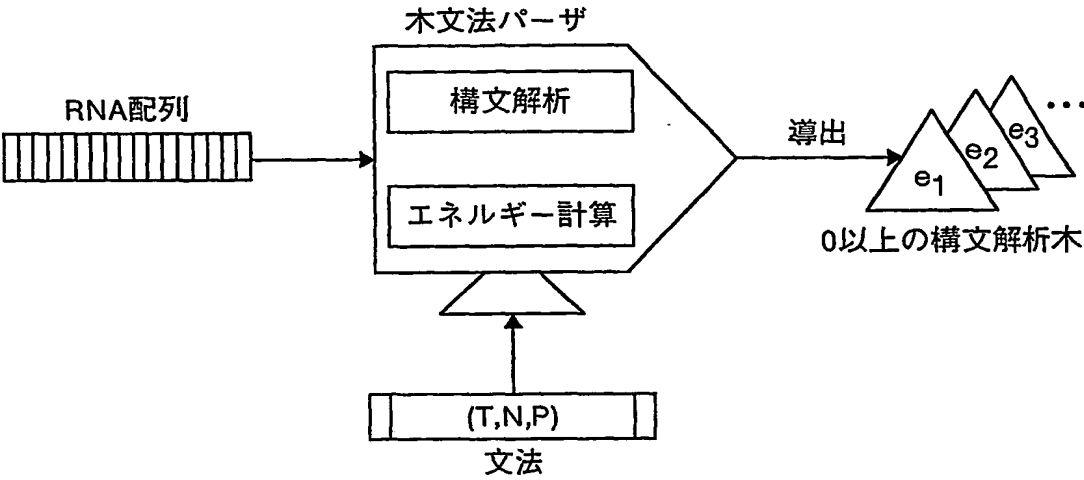 木文法パーザ
RNA配列
構文解析
エネルギー計算
導出
e1
e2
e3
...
0以上の構文解析木
(T,N,P)
文法